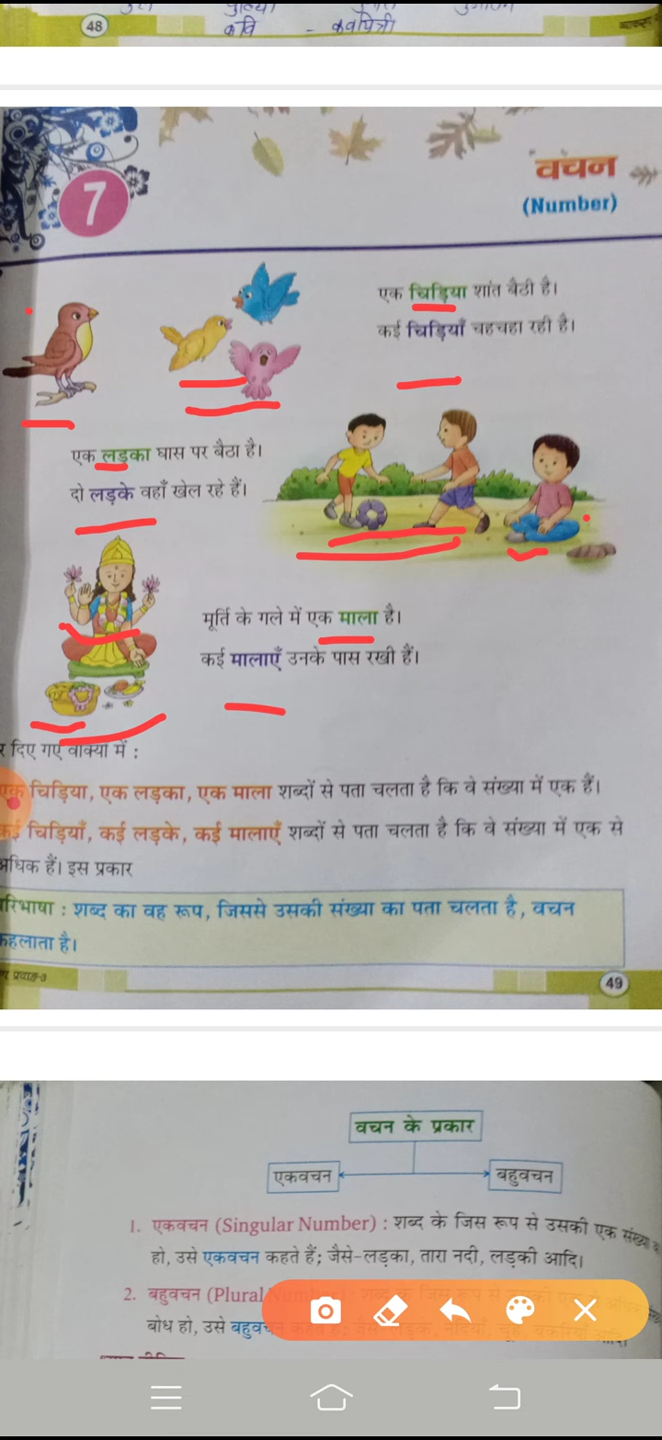 48
कवि - कवयित्री
7
वचन
(Number)
एक चिड़िया शांत बैठी है।
कई चिड़ियाँ चहचहा रही है।
एक लड़का घास पर बैठा है।
दो लड़के वहाँ खेल रहे हैं।
मूर्ति के गले में एक माला है।
कई मालाएँ उनके पास रखी हैं।
दिए गए वाक्यों में :
एक चिड़िया, एक लड़का, एक माला शब्दों से पता चलता है कि वे संख्या में एक हैं।
कई चिड़ियाँ, कई लड़के, कई मालाएँ शब्दों से पता चलता है कि वे संख्या में एक से
अधिक हैं। इस प्रकार
परिभाषा : शब्द का वह रूप, जिससे उसकी संख्या का पता चलता है, वचन
कहलाता है।
49
वचन के प्रकार
एकवचन बहुवचन
1. एकवचन (Singular Number) : शब्द के जिस रूप से उसकी एक संख्या
हो, उसे एकवचन कहते हैं; जैसे-लड़का, तारा नदी, लड़की आदि।
2. बहुवचन (Plural
बोध हो, उसे